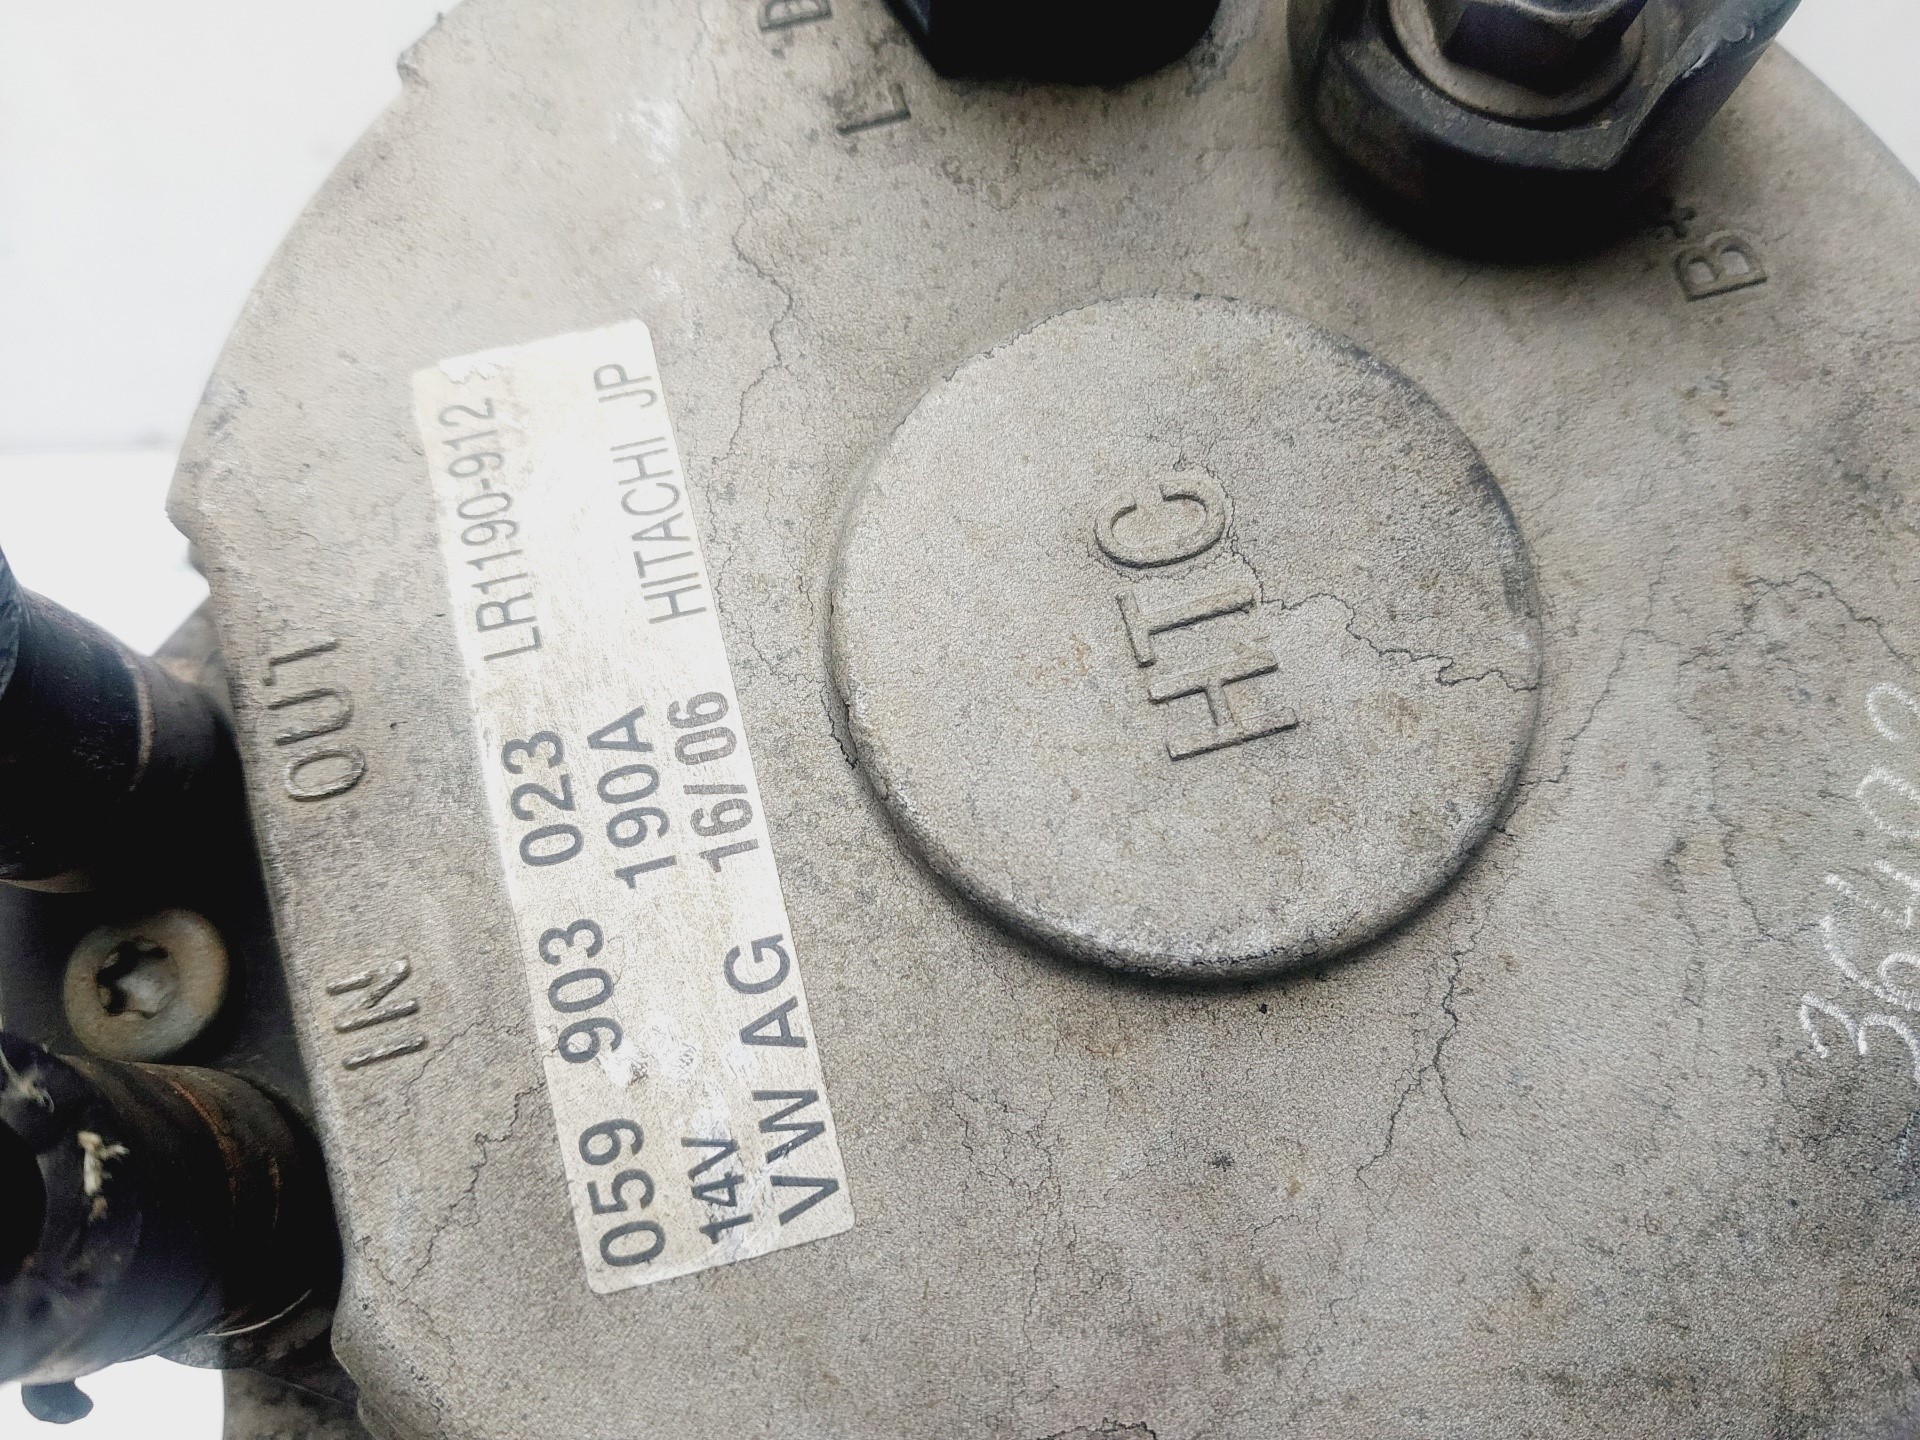 059 903 023 LR1190-912
14V 190A
VW AG 16/06 HITACHI JP
IN OUT
HTC
L
B+